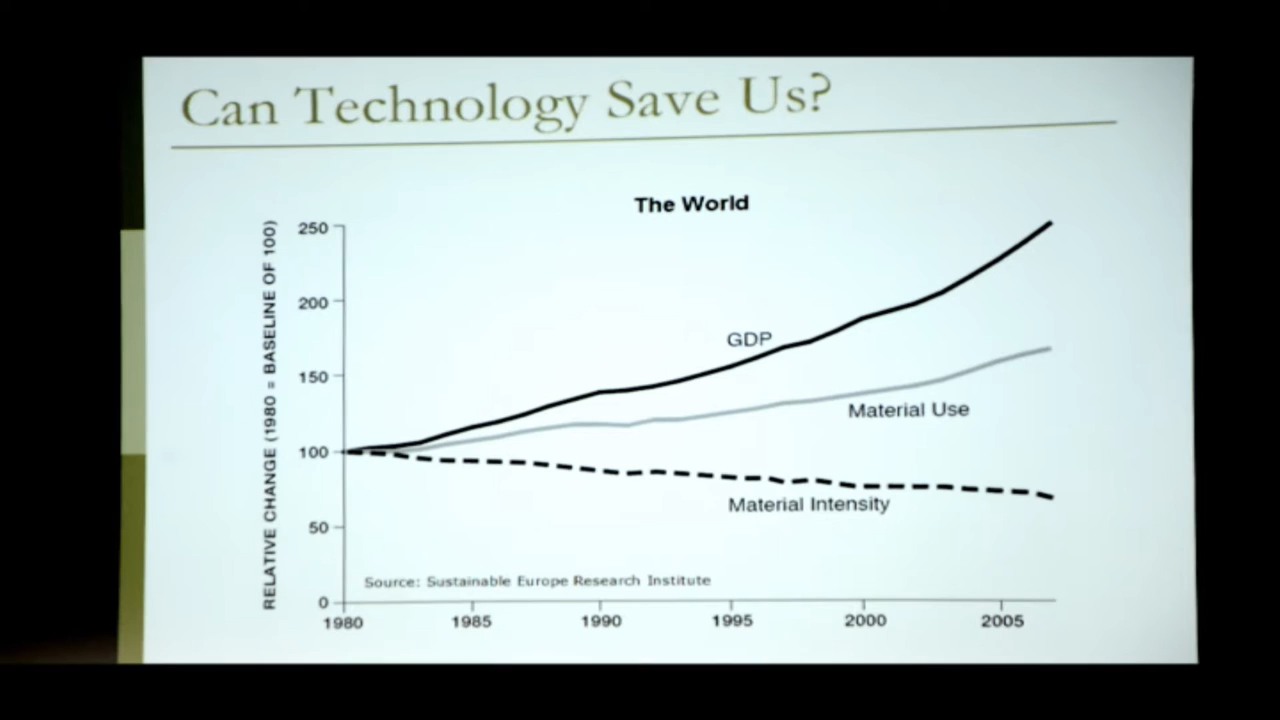 Can Technology Save Us?
The World
RELATIVE CHANGE (1980 = BASELINE OF 100)
250
200
150
100
50
0
GDP
Material Use
Material Intensity
Source: Sustainable Europe Research Institute
1980 1985 1990 1995 2000 2005